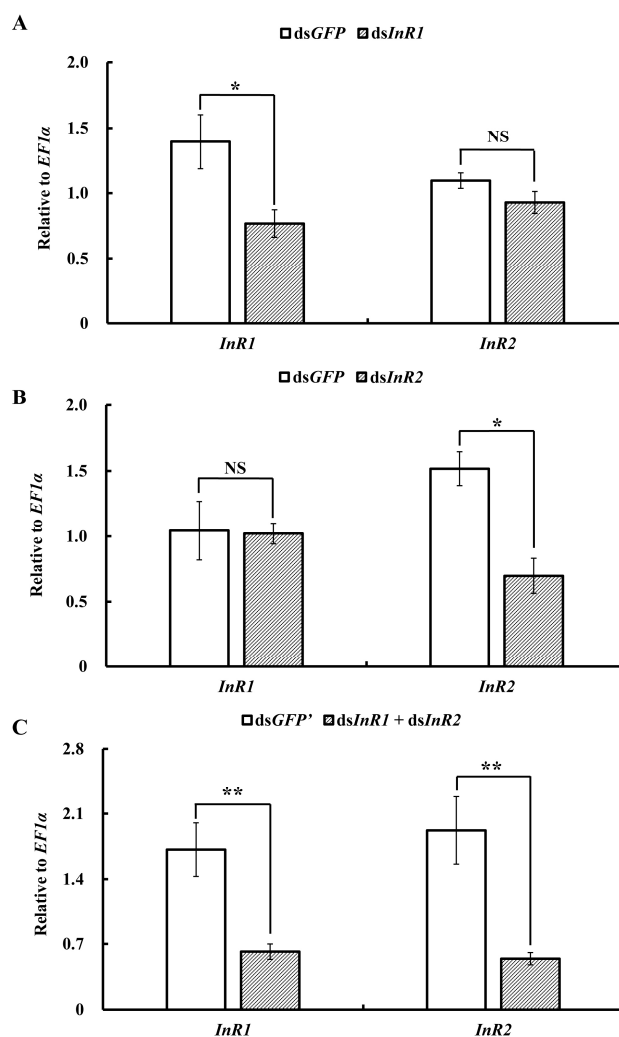 A
dsGFP dsInR1
Relative to EF1α
2.0
1.5
1.0
0.5
0
*
NS
InR1 InR2
B
dsGFP dsInR2
Relative to EF1α
2.0
1.5
1.0
0.5
0
NS
*
InR1 InR2
C
dsGFP’ dsInR1 + dsInR2
Relative to EF1α
2.8
2.1
1.4
0.7
0
**
**
InR1 InR2